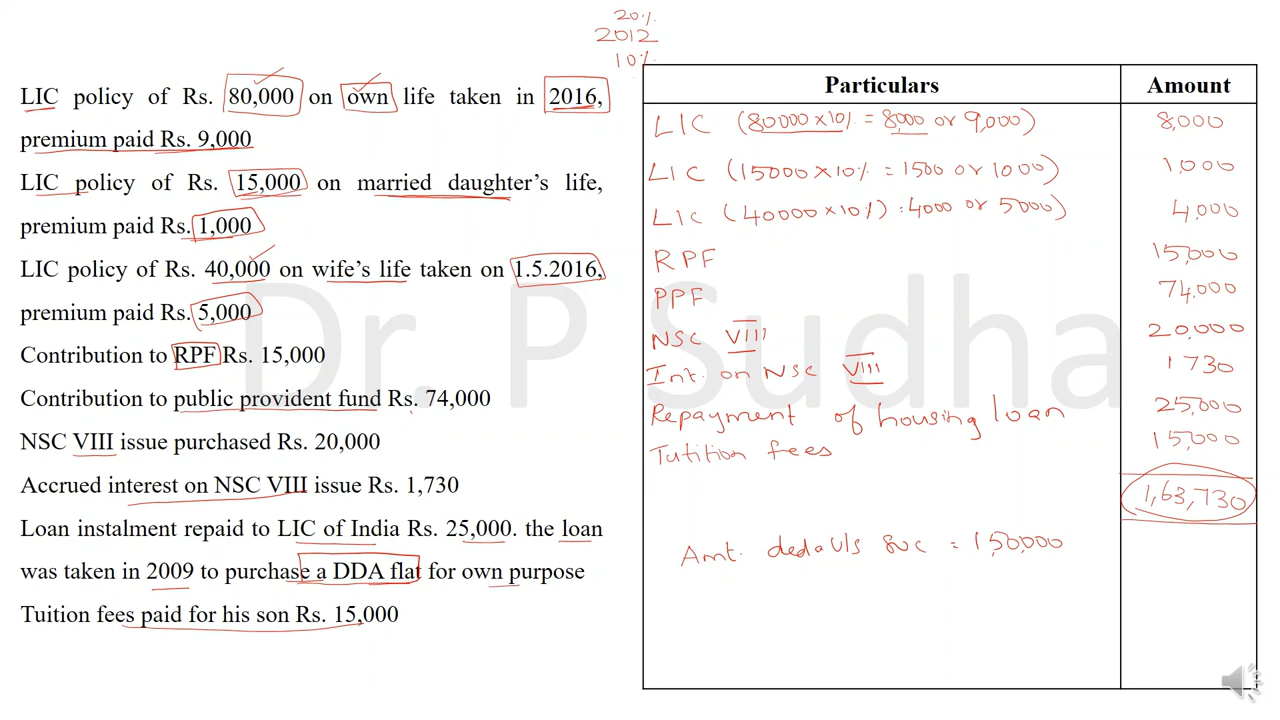 20%
2012
10%
LIC policy of Rs. 80,000 on own life taken in 2016,
premium paid Rs. 9,000
LIC policy of Rs. 15,000 on married daughter's life,
premium paid Rs. 1,000
LIC policy of Rs. 40,000 on wife's life taken on 1.5.2016,
premium paid Rs. 5,000
Contribution to RPF Rs. 15,000
Contribution to public provident fund Rs. 74,000
NSC VIII issue purchased Rs. 20,000
Accrued interest on NSC VIII issue Rs. 1,730
Loan instalment repaid to LIC of India Rs. 25,000. the loan
was taken in 2009 to purchase a DDA flat for own purpose
Tuition fees paid for his son Rs. 15,000
Particulars Amount
LIC (80000 x 10% = 8,000 or 9,000) 8,000
LIC (15000 x 10% = 1500 or 1000) 1,000
LIC (40000 x 10%) = 4000 or 5000) 4,000
RPF 15,000
PPF 74,000
NSC VIII 20,000
Int. on NSC VIII 1730
Repayment of housing loan 25,000
Tutition fees 15,000
1,63,730
Amt. ded u/s 80C = 1,50,000
Dr. P Sudha